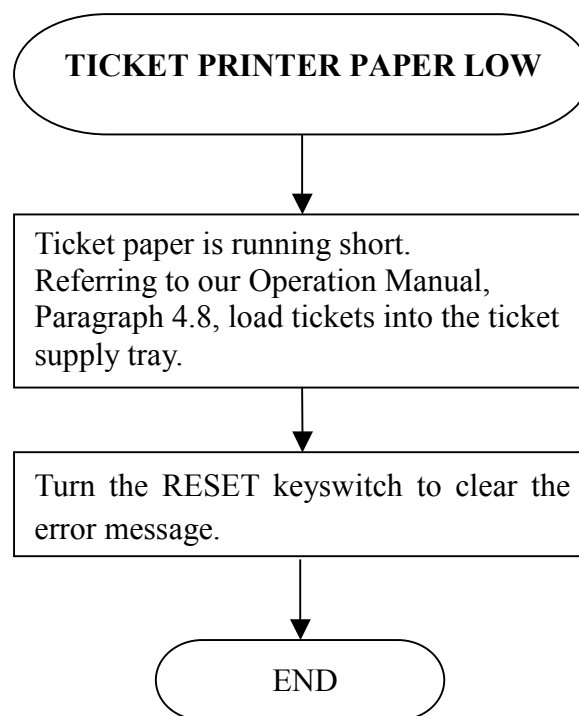 TICKET PRINTER PAPER LOW
Ticket paper is running short.
Referring to our Operation Manual,
Paragraph 4.8, load tickets into the ticket
supply tray.
Turn the RESET keyswitch to clear the
error message.
END